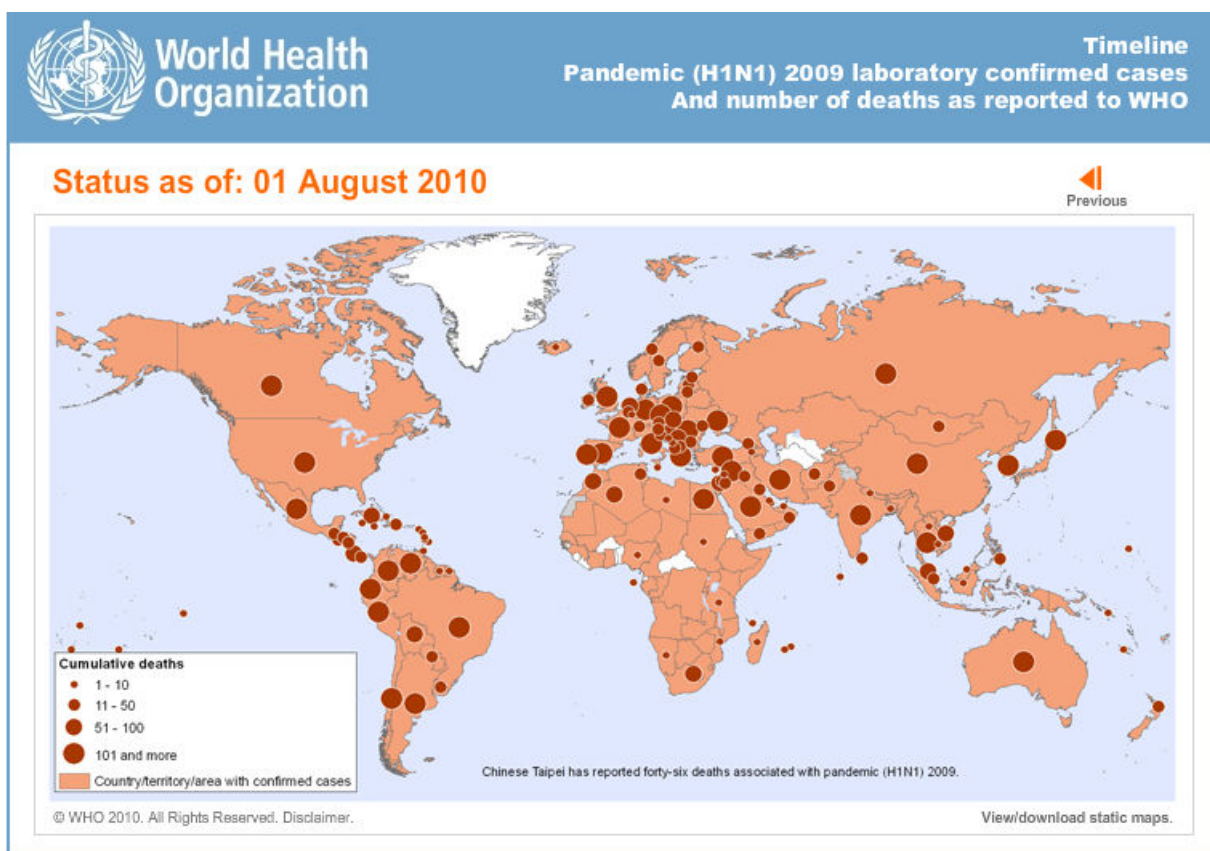 World Health
Organization
Timeline
Pandemic (H1N1) 2009 laboratory confirmed cases
And number of deaths as reported to WHO
Status as of: 01 August 2010
Previous
Cumulative deaths
1 - 10
11 - 50
51 - 100
101 and more
Country/territory/area with confirmed cases
Chinese Taipei has reported forty-six deaths associated with pandemic (H1N1) 2009.
© WHO 2010. All Rights Reserved. Disclaimer.
View/download static maps.